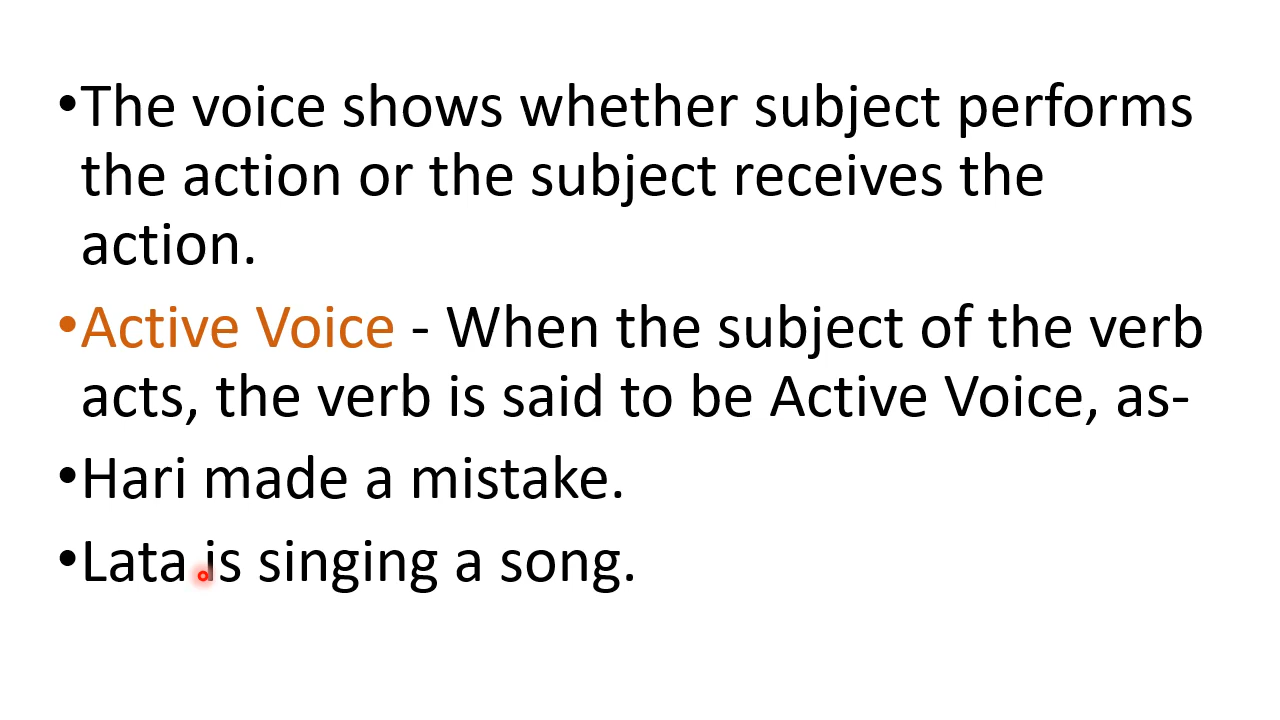 •The voice shows whether subject performs
the action or the subject receives the
action.
•Active Voice - When the subject of the verb
acts, the verb is said to be Active Voice, as-
•Hari made a mistake.
•Lata is singing a song.